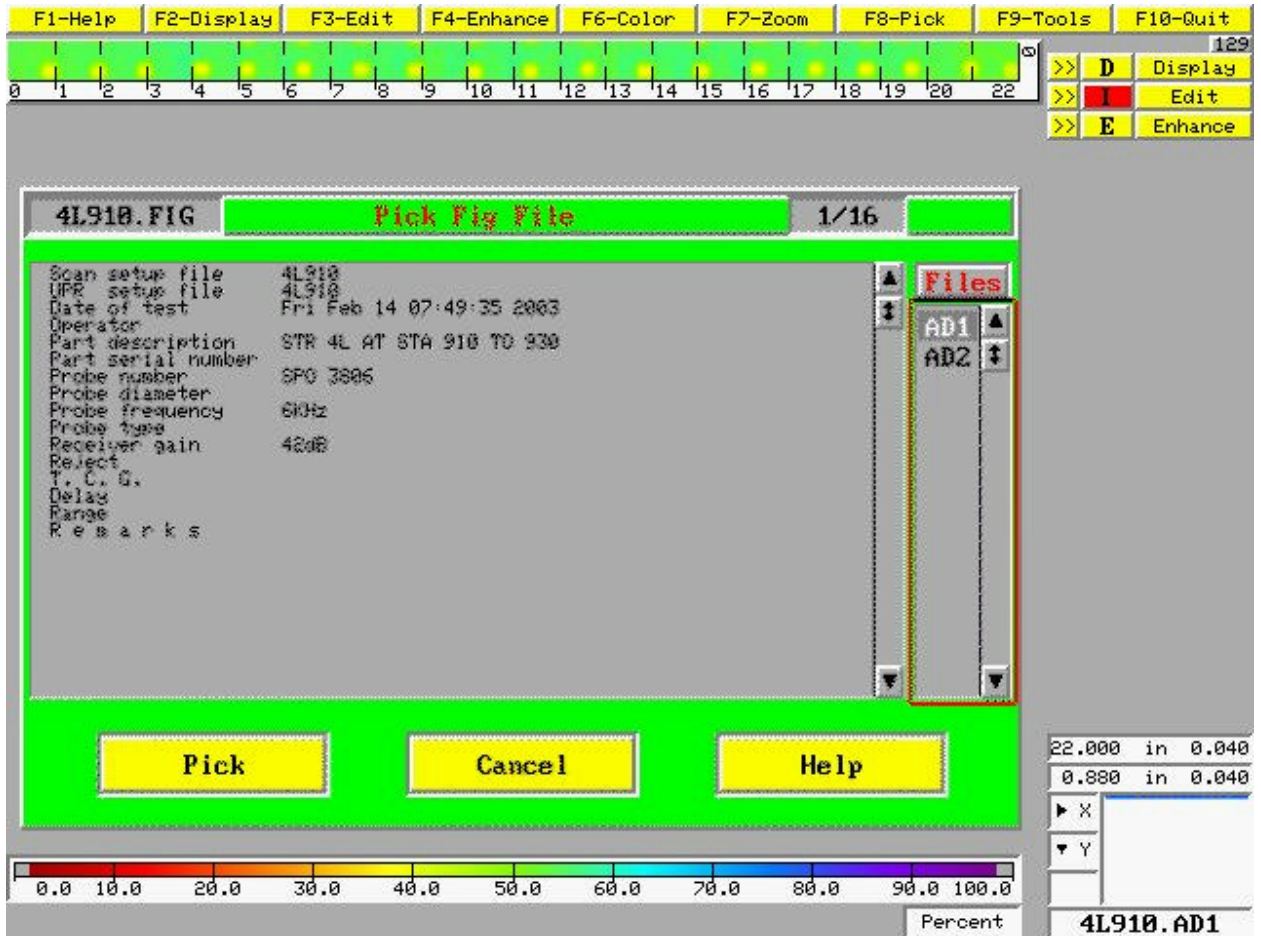 F1-Help F2-Display F3-Edit F4-Enhance F6-Color F7-Zoom F8-Pick F9-Tools F10-Quit
129
>> D Display
0 1 2 3 4 5 6 7 8 9 10 11 12 13 14 15 16 17 18 19 20 22
>> I Edit
>> E Enhance
4L910.FIG Pick Fig File 1/16
Files
Scan setup file 4L910
UPR setup file 4L910
Date of test Fri Feb 14 07:49:35 2003
Operator
Part description STR 4L AT STA 910 TO 930
Part serial number
Probe number SPO 3806
Probe diameter
Probe frequency 6KHz
Probe type
Receiver gain 42dB
Reject
T. C. G.
Delay
Range
R e m a r k s
AD1
AD2
Pick Cancel Help
22.000 in 0.040
0.880 in 0.040
X
Y
0.0 10.0 20.0 30.0 40.0 50.0 60.0 70.0 80.0 90.0 100.0
Percent
4L910.AD1